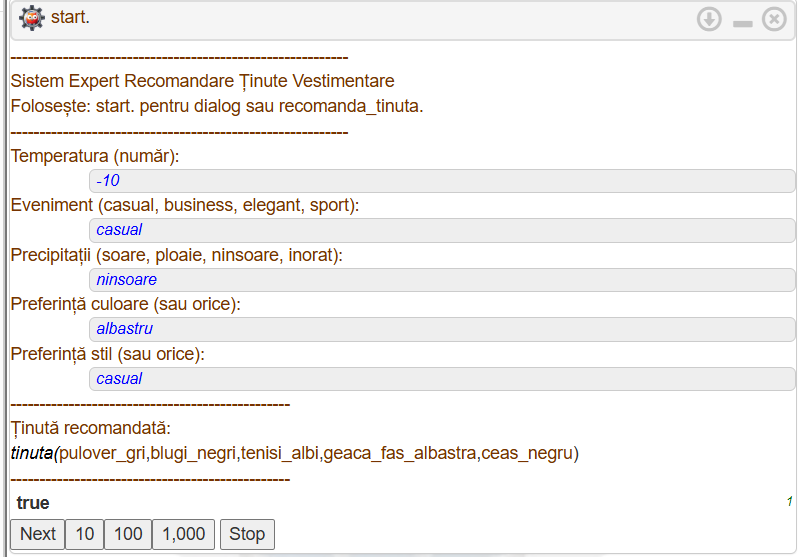 start.
------------------------------------------------------------
Sistem Expert Recomandare Ținute Vestimentare
Folosește: start. pentru dialog sau recomanda_tinuta.
------------------------------------------------------------
Temperatura (număr):
-10
Eveniment (casual, business, elegant, sport):
casual
Precipitații (soare, ploaie, ninsoare, inorat):
ninsoare
Preferință culoare (sau orice):
albastru
Preferință stil (sau orice):
casual
--------------------------------------------------
Ținută recomandată:
tinuta(pulover_gri,blugi_negri,tenisi_albi,geaca_fas_albastra,ceas_negru)
--------------------------------------------------
true 1
Next 10 100 1,000 Stop